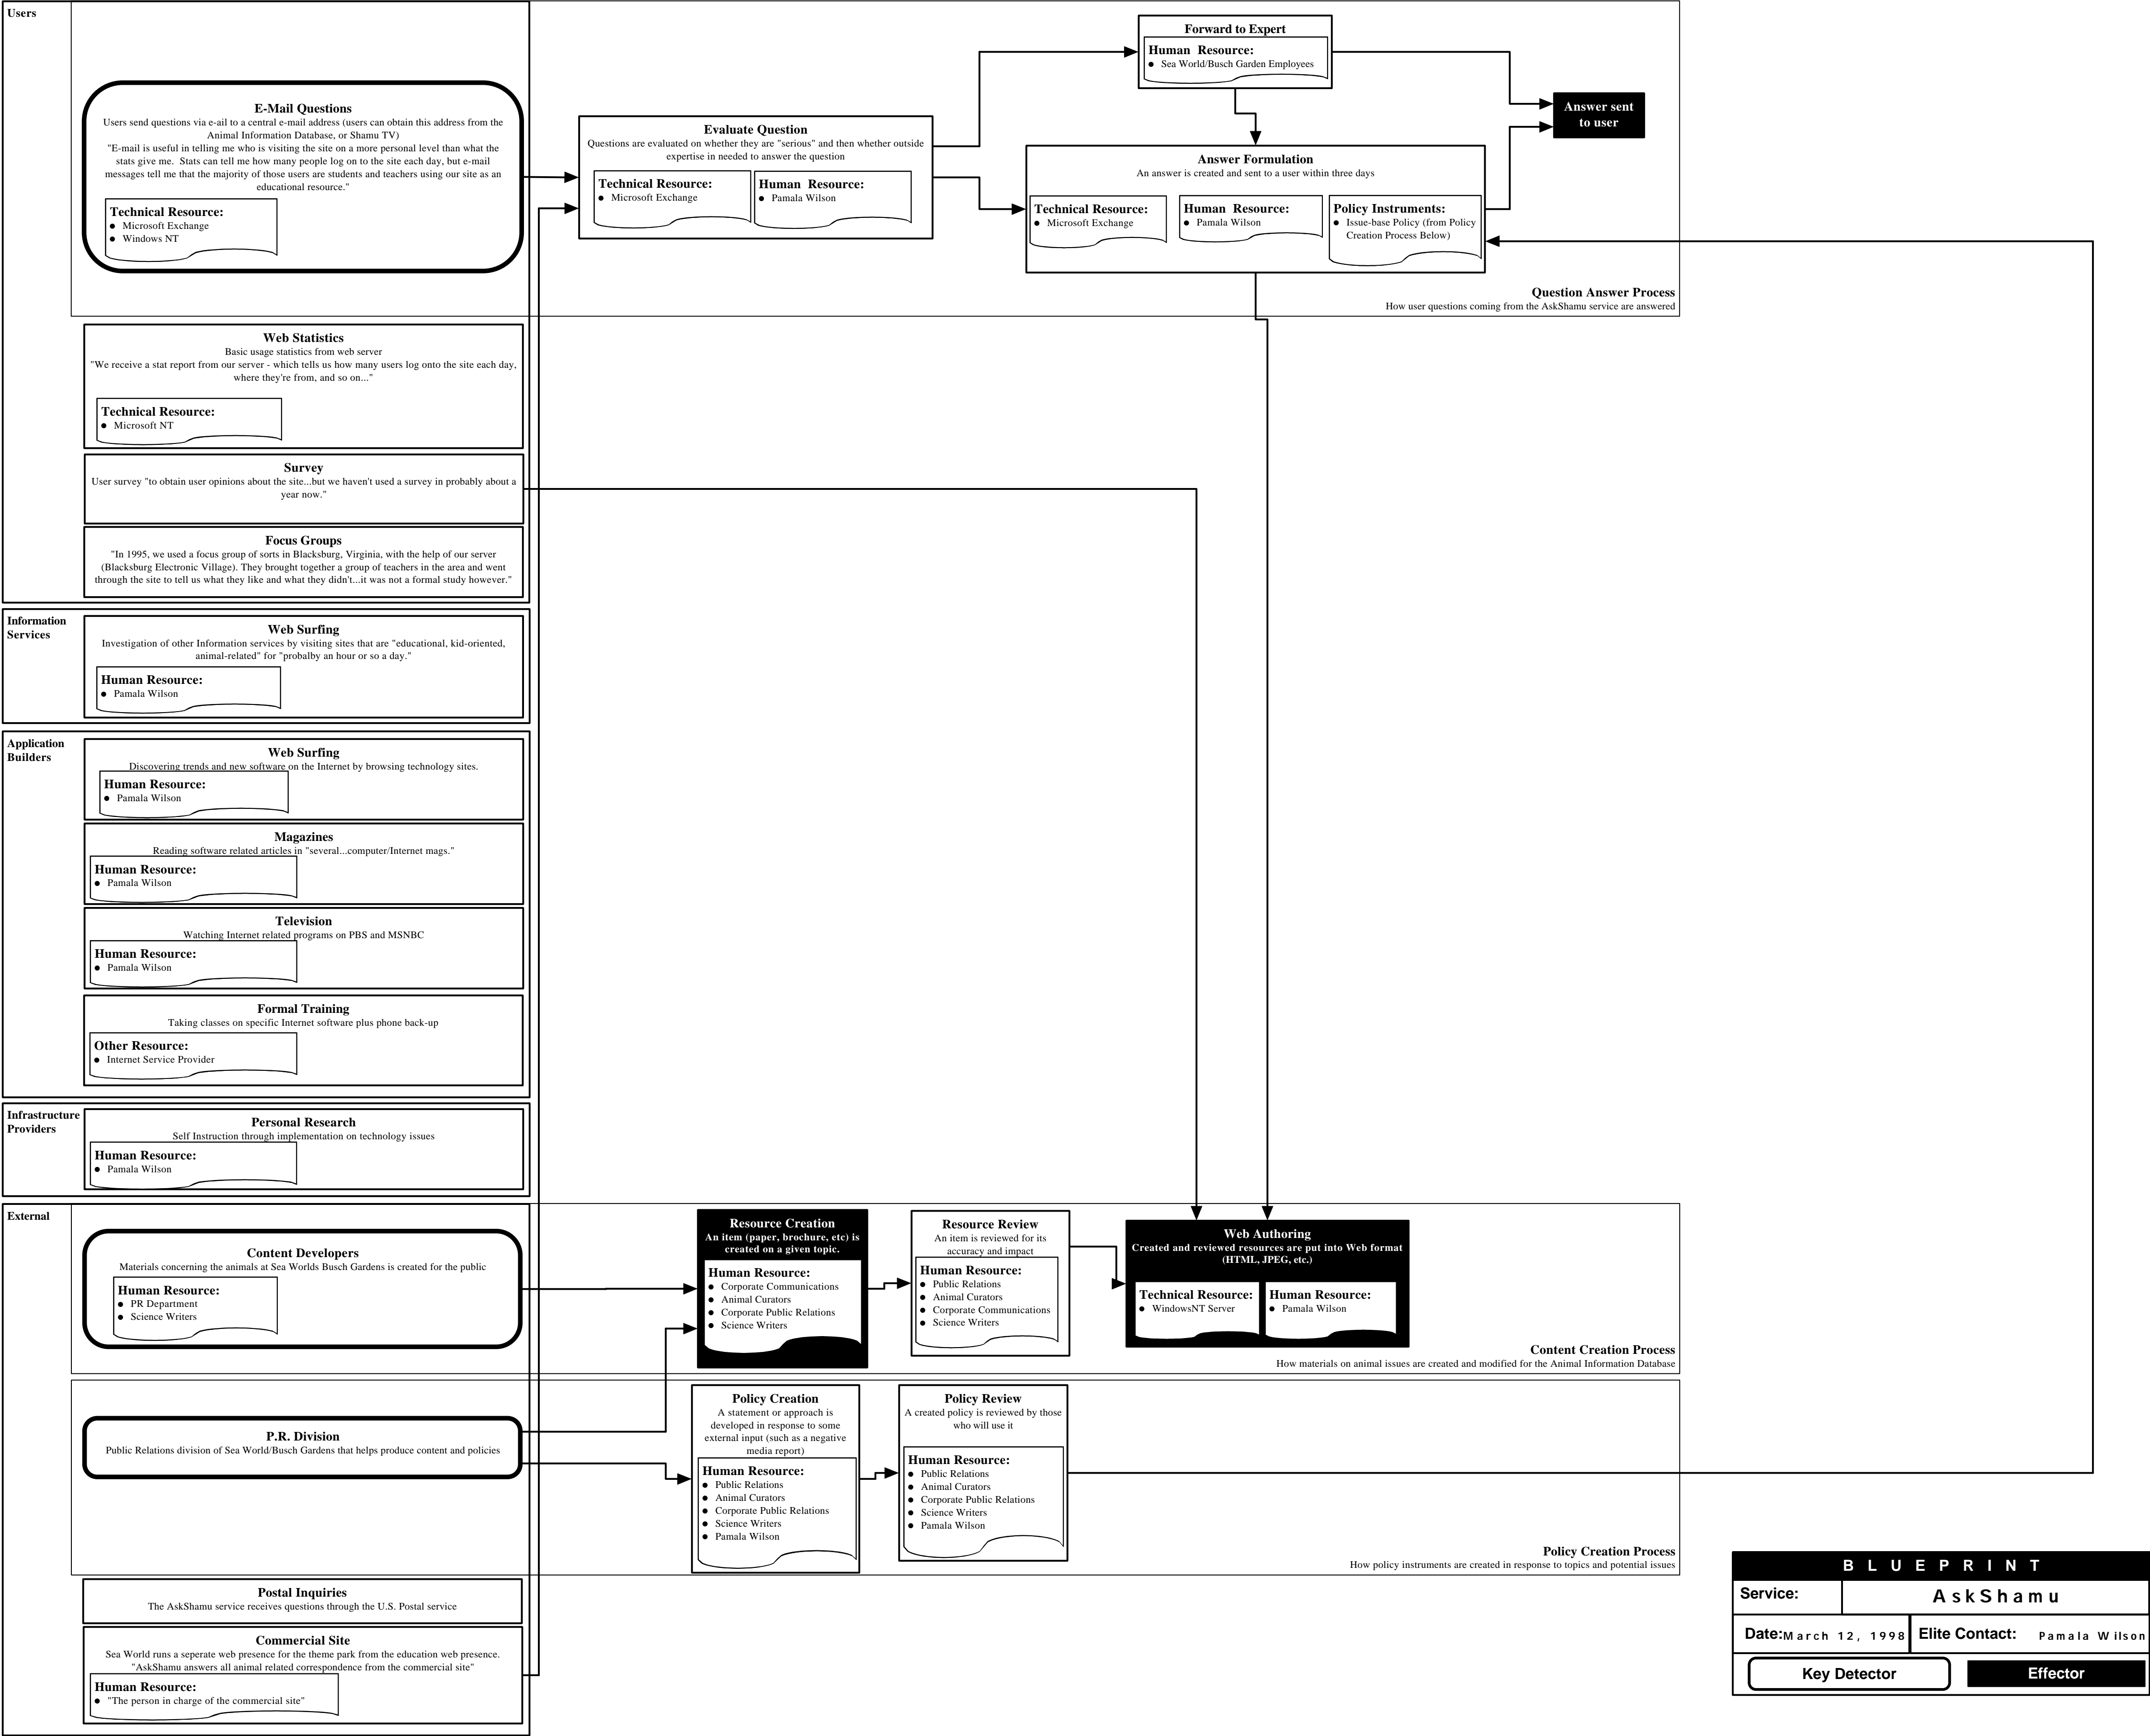 Users
E-Mail Questions
Users send questions via e-ail to a central e-mail address (users can obtain this address from the
Animal Information Database, or Shamu TV)
"E-mail is useful in telling me who is visiting the site on a more personal level than what the
stats give me. Stats can tell me how many people log on to the site each day, but e-mail
messages tell me that the majority of those users are students and teachers using our site as an
educational resource."
Technical Resource:
● Microsoft Exchange
● Windows NT
Evaluate Question
Questions are evaluated on whether they are "serious" and then whether outside
expertise in needed to answer the question
Technical Resource:
● Microsoft Exchange
Human Resource:
● Pamala Wilson
Forward to Expert
Human Resource:
● Sea World/Busch Garden Employees
Answer sent
to user
Answer Formulation
An answer is created and sent to a user within three days
Technical Resource:
● Microsoft Exchange
Human Resource:
● Pamala Wilson
Policy Instruments:
● Issue-base Policy (from Policy
Creation Process Below)
Question Answer Process
How user questions coming from the AskShamu service are answered
Web Statistics
Basic usage statistics from web server
"We receive a stat report from our server - which tells us how many users log onto the site each day,
where they're from, and so on..."
Technical Resource:
● Microsoft NT
Survey
User survey "to obtain user opinions about the site...but we haven't used a survey in probably about a
year now."
Focus Groups
"In 1995, we used a focus group of sorts in Blacksburg, Virginia, with the help of our server
(Blacksburg Electronic Village). They brought together a group of teachers in the area and went
through the site to tell us what they like and what they didn't...it was not a formal study however."
Information
Services
Web Surfing
Investigation of other Information services by visiting sites that are "educational, kid-oriented,
animal-related" for "probalby an hour or so a day."
Human Resource:
● Pamala Wilson
Application
Builders
Web Surfing
Discovering trends and new software on the Internet by browsing technology sites.
Human Resource:
● Pamala Wilson
Magazines
Reading software related articles in "several...computer/Internet mags."
Human Resource:
● Pamala Wilson
Television
Watching Internet related programs on PBS and MSNBC
Human Resource:
● Pamala Wilson
Formal Training
Taking classes on specific Internet software plus phone back-up
Other Resource:
● Internet Service Provider
Infrastructure
Providers
Personal Research
Self Instruction through implementation on technology issues
Human Resource:
● Pamala Wilson
External
Content Developers
Materials concerning the animals at Sea Worlds Busch Gardens is created for the public
Human Resource:
● PR Department
● Science Writers
Resource Creation
An item (paper, brochure, etc) is
created on a given topic.
Human Resource:
● Corporate Communications
● Animal Curators
● Corporate Public Relations
● Science Writers
Resource Review
An item is reviewed for its
accuracy and impact
Human Resource:
● Public Relations
● Animal Curators
● Corporate Communications
● Science Writers
Web Authoring
Created and reviewed resources are put into Web format
(HTML, JPEG, etc.)
Technical Resource:
● WindowsNT Server
Human Resource:
● Pamala Wilson
Content Creation Process
How materials on animal issues are created and modified for the Animal Information Database
P.R. Division
Public Relations division of Sea World/Busch Gardens that helps produce content and policies
Policy Creation
A statement or approach is
developed in response to some
external input (such as a negative
media report)
Human Resource:
● Public Relations
● Animal Curators
● Corporate Public Relations
● Science Writers
● Pamala Wilson
Policy Review
A created policy is reviewed by those
who will use it
Human Resource:
● Public Relations
● Animal Curators
● Corporate Public Relations
● Science Writers
● Pamala Wilson
Policy Creation Process
How policy instruments are created in response to topics and potential issues
Postal Inquiries
The AskShamu service receives questions through the U.S. Postal service
Commercial Site
Sea World runs a seperate web presence for the theme park from the education web presence.
"AskShamu answers all animal related correspondence from the commercial site"
Human Resource:
● "The person in charge of the commercial site"
BLUEPRINT
Service: AskShamu
Date: March 12, 1998 Elite Contact: Pamala Wilson
Key Detector Effector